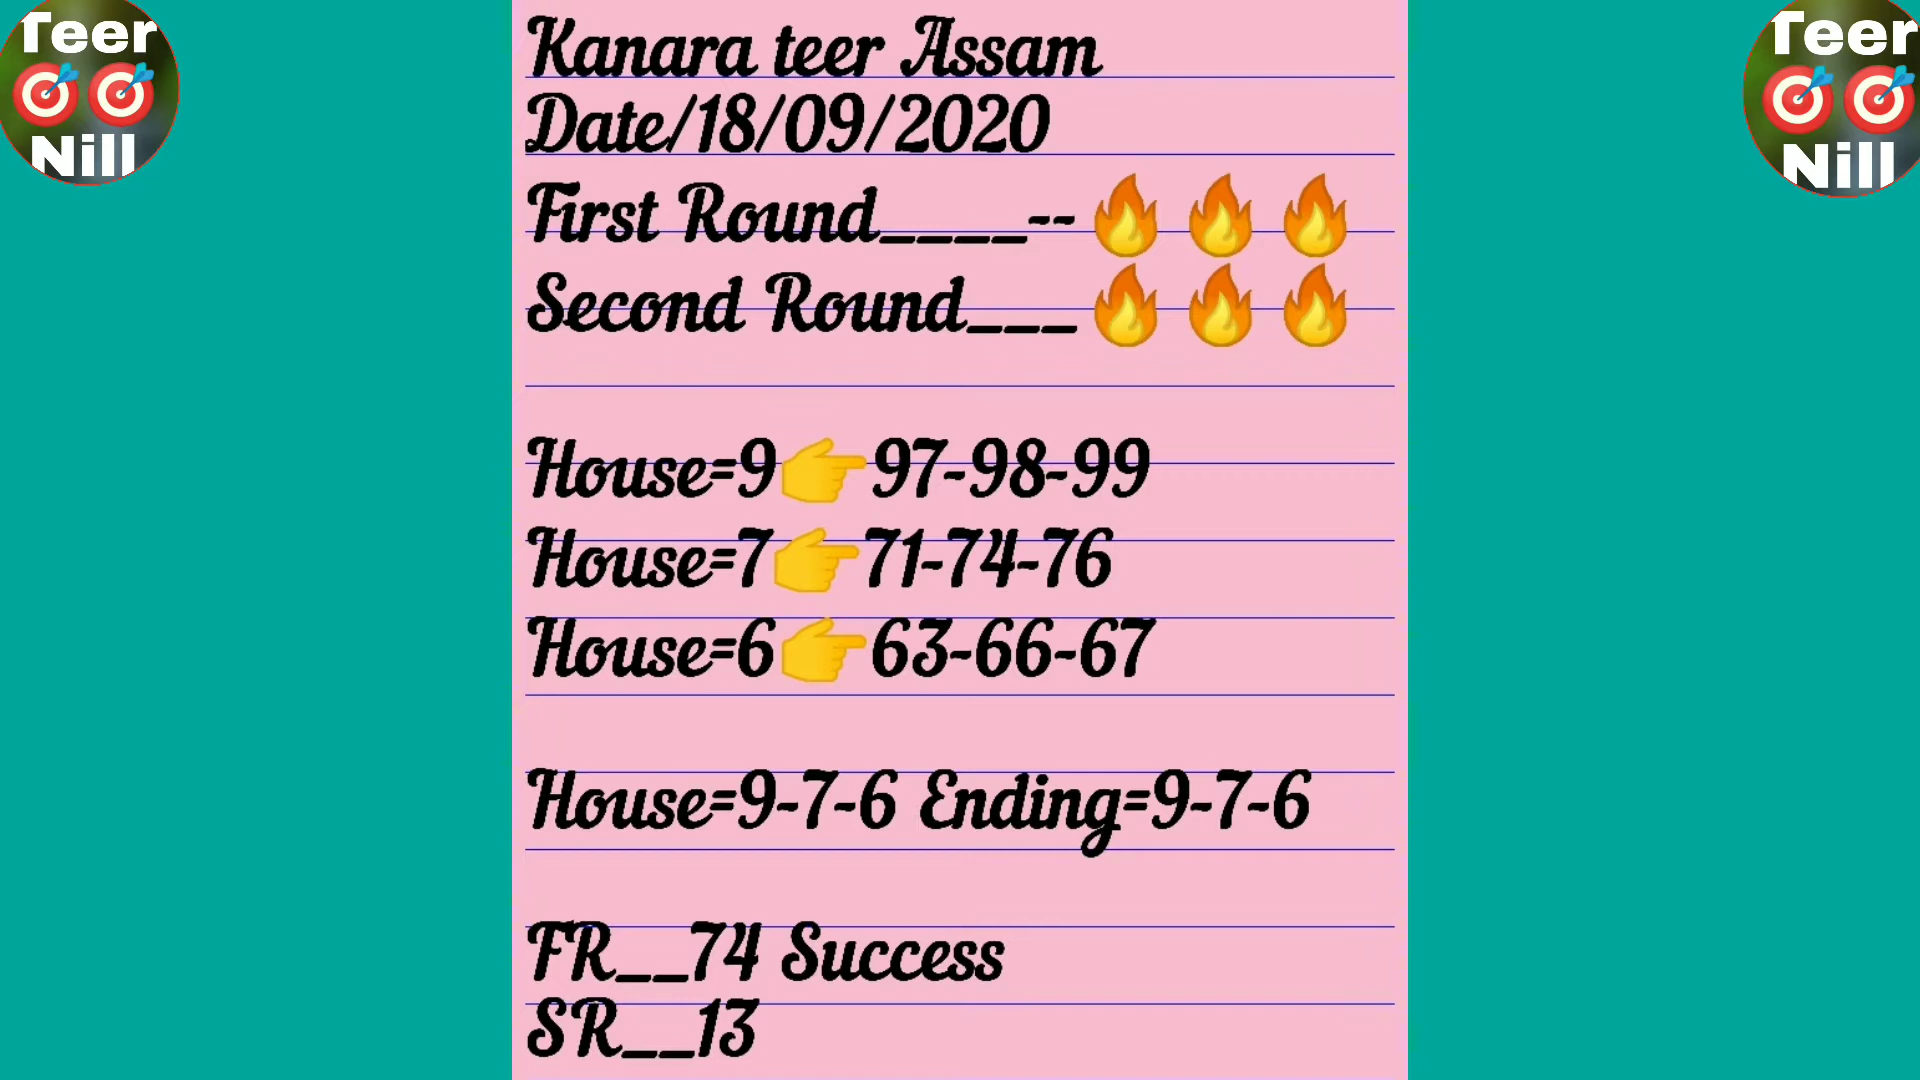 Teer
Nill
Teer
Nill
Kanara teer Assam
Date/18/09/2020
First Round____--🔥🔥🔥
Second Round___🔥🔥🔥
House=9👉97-98-99
House=7👉71-74-76
House=6👉63-66-67
House=9-7-6 Ending=9-7-6
FR__74 Success
SR__13